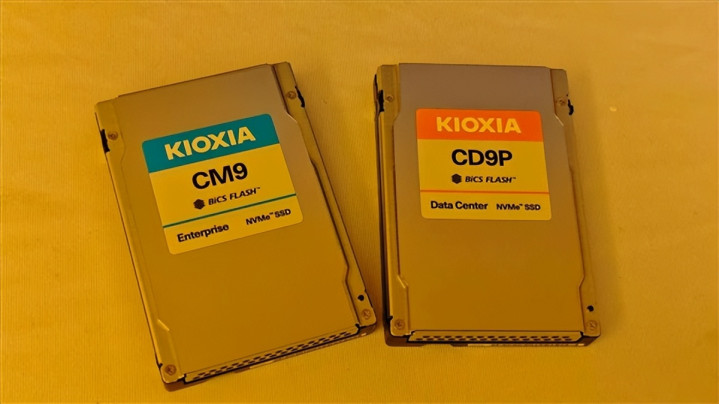 KIOXIA
CM9
BiCS FLASH™
Enterprise NVMe™ SSD
KIOXIA
CD9P
BiCS FLASH™
Data Center NVMe™ SSD